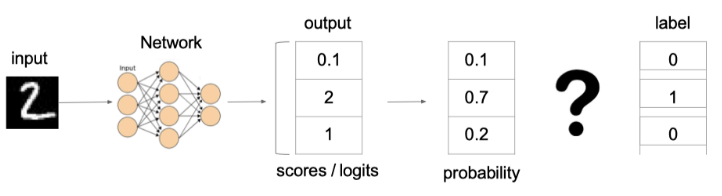 input
2
Network
Input
output
0.1
2
1
scores / logits
0.1
0.7
0.2
probability
?
label
0
1
0